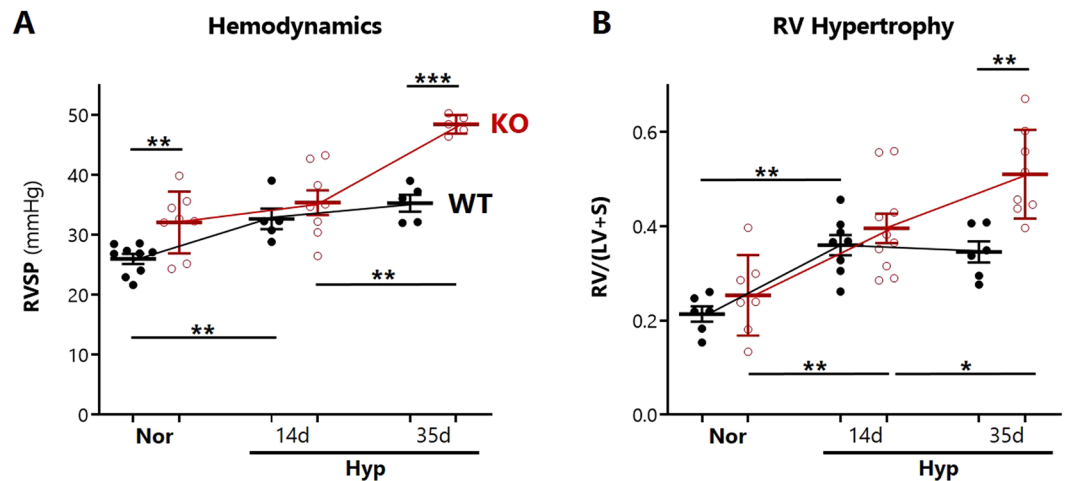 A
Hemodynamics
RVSP (mmHg)
50
40
30
20
10
0
***
**
KO
WT
**
**
Nor
14d
35d
Hyp
B
RV Hypertrophy
RV/(LV+S)
0.6
0.4
0.2
0.0
**
**
**
*
Nor
14d
35d
Hyp